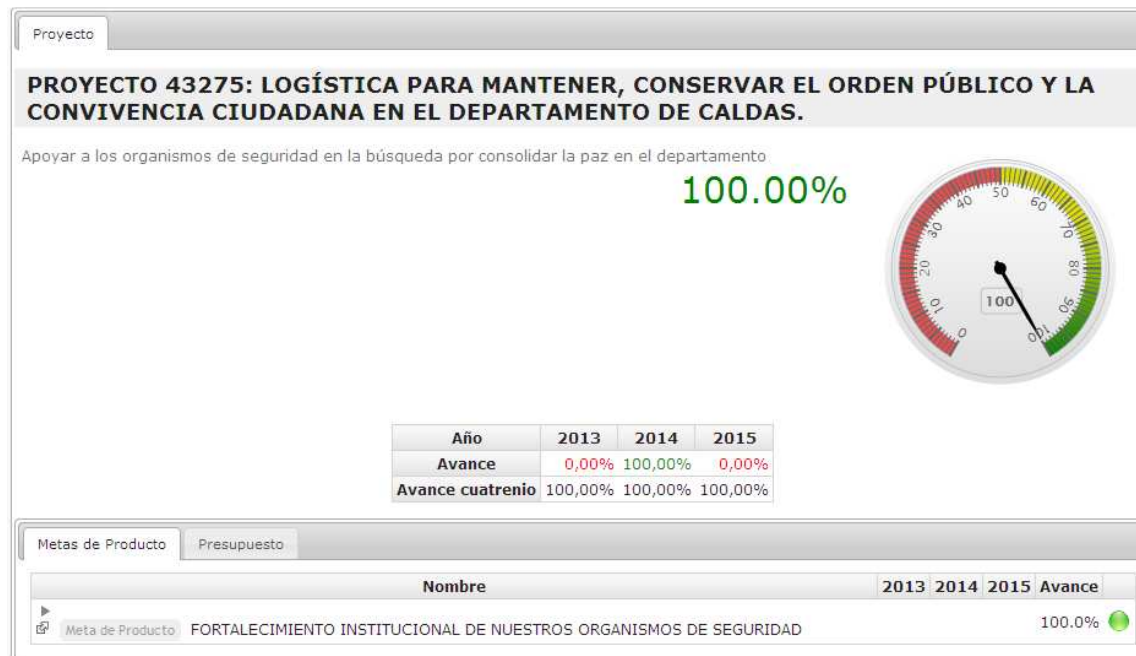 Proyecto
PROYECTO 43275: LOGÍSTICA PARA MANTENER, CONSERVAR EL ORDEN PÚBLICO Y LA
CONVIVENCIA CIUDADANA EN EL DEPARTAMENTO DE CALDAS.
Apoyar a los organismos de seguridad en la búsqueda por consolidar la paz en el departamento
100.00%
0 10 20 30 40 50 60 70 80 90 100
100
Año 2013 2014 2015
Avance 0,00% 100,00% 0,00%
Avance cuatrenio 100,00% 100,00% 100,00%
Metas de Producto Presupuesto
Nombre 2013 2014 2015 Avance
Meta de Producto FORTALECIMIENTO INSTITUCIONAL DE NUESTROS ORGANISMOS DE SEGURIDAD 100.0%